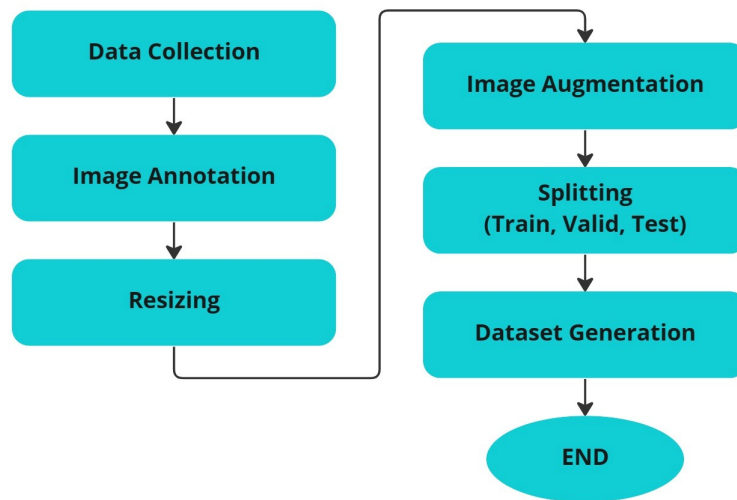 Data Collection
Image Annotation
Resizing
Image Augmentation
Splitting
(Train, Valid, Test)
Dataset Generation
END